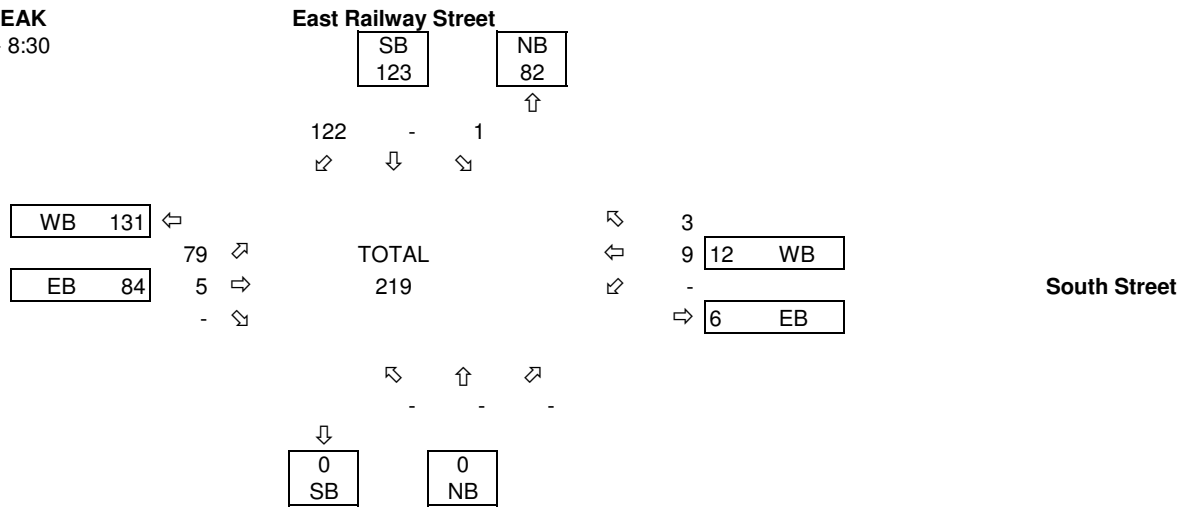 EAK East Railway Street
8:30 SB NB
123 82
⇧
122 - 1
⬃ ⇩ ⬂
WB 131 ⇦ ⬁ 3
79 ⬀ TOTAL ⇦ 9 12 WB
EB 84 5 ⇨ 219 ⬃ - South Street
- ⬂ ⇨ 6 EB
⬁ ⇧ ⬀
- - -
⇩
0 0
SB NB